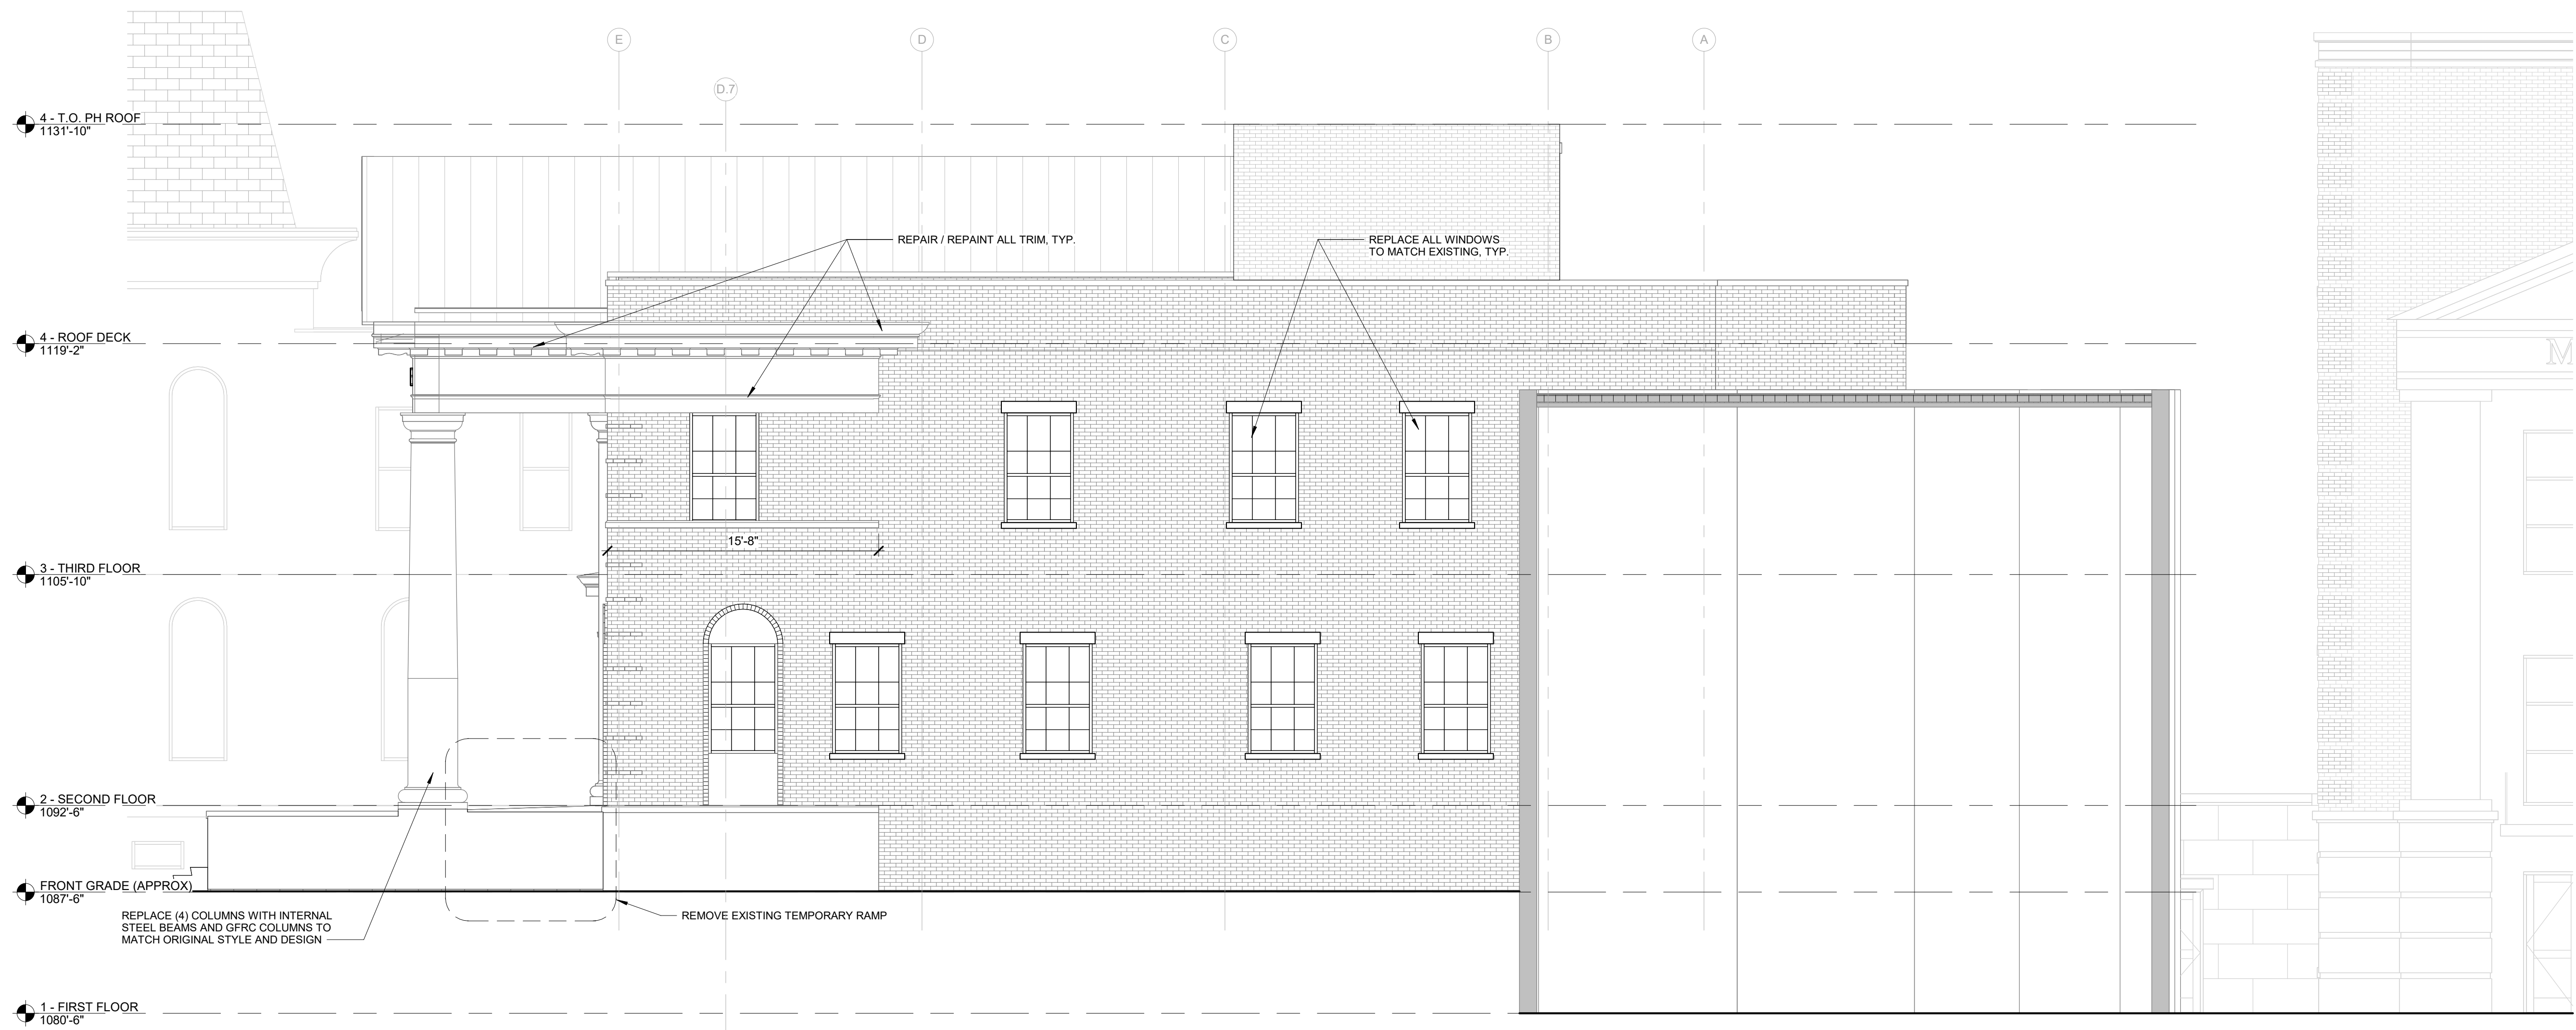 E
D
C
B
A
D.7
4 - T.O. PH ROOF
1131'-10"
REPAIR / REPAINT ALL TRIM, TYP.
REPLACE ALL WINDOWS
TO MATCH EXISTING, TYP.
4 - ROOF DECK
1119'-2"
M
15'-8"
3 - THIRD FLOOR
1105'-10"
2 - SECOND FLOOR
1092'-6"
FRONT GRADE (APPROX)
1087'-6"
REPLACE (4) COLUMNS WITH INTERNAL
STEEL BEAMS AND GFRC COLUMNS TO
MATCH ORIGINAL STYLE AND DESIGN
REMOVE EXISTING TEMPORARY RAMP
1 - FIRST FLOOR
1080'-6"